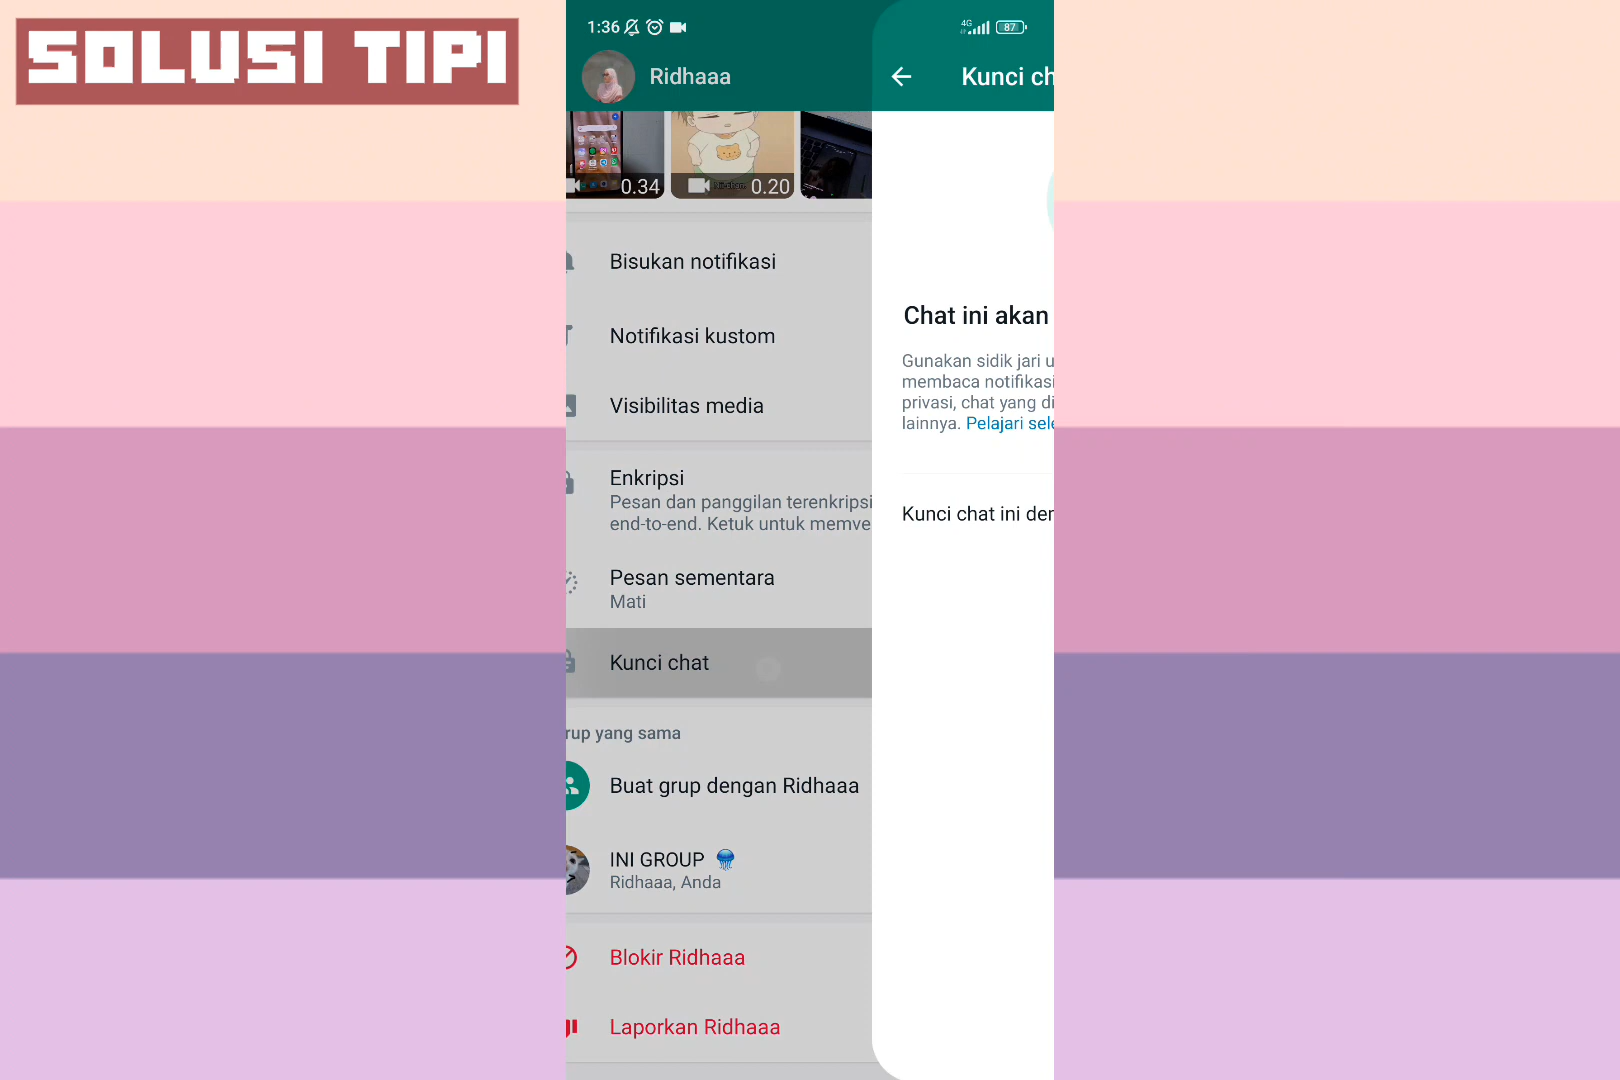 SOLUSI TIPI
1:36
4G
87
Ridhaaa
Kunci ch
0.34
0.20
Bisukan notifikasi
Notifikasi kustom
Visibilitas media
Enkripsi
Pesan dan panggilan terenkripsi
end-to-end. Ketuk untuk memve
Pesan sementara
Mati
Kunci chat
rup yang sama
Buat grup dengan Ridhaaa
INI GROUP
Ridhaaa, Anda
Blokir Ridhaaa
Laporkan Ridhaaa
Chat ini akan
Gunakan sidik jari u
membaca notifikasi
privasi, chat yang di
lainnya. Pelajari sele
Kunci chat ini der